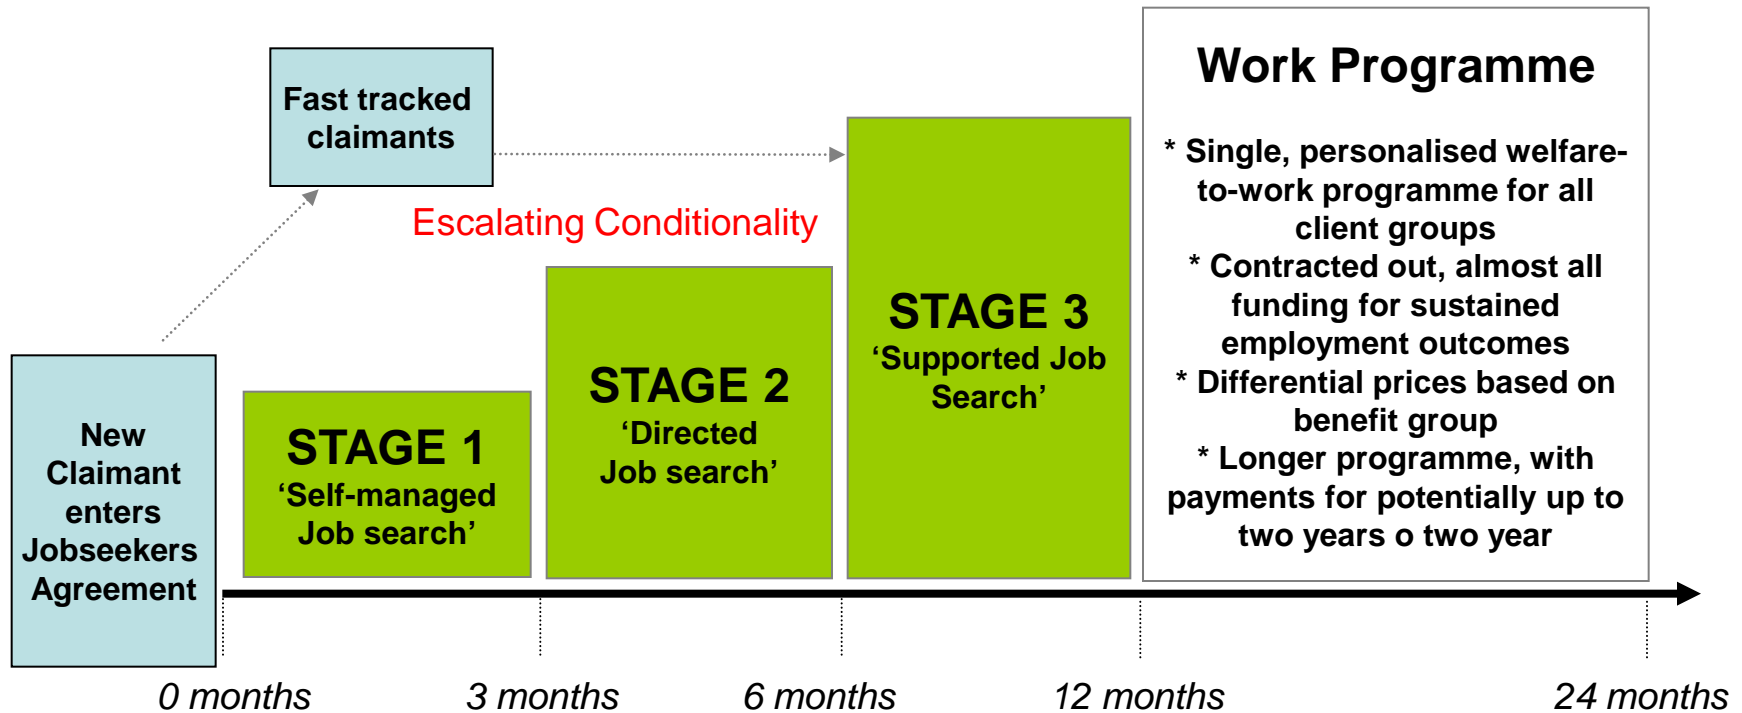 Work Programme
* Single, personalised welfare-
to-work programme for all
client groups
* Contracted out, almost all
funding for sustained
employment outcomes
* Differential prices based on
benefit group
* Longer programme, with
payments for potentially up to
two years o two year
Fast tracked
claimants
Escalating Conditionality
New
Claimant
enters
Jobseekers
Agreement
STAGE 1
‘Self-managed
Job search’
STAGE 2
‘Directed
Job search’
STAGE 3
‘Supported Job
Search’
0 months
3 months
6 months
12 months
24 months